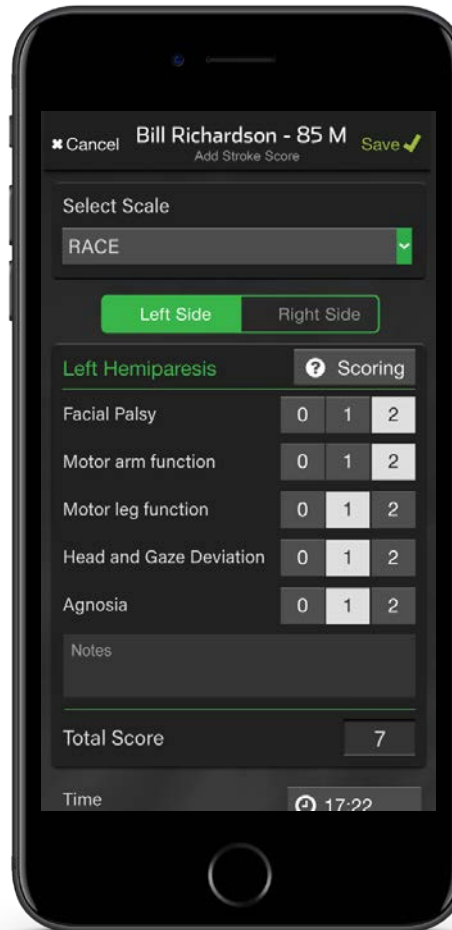 ✖ Cancel Bill Richardson - 85 M Save ✔
Add Stroke Score
Select Scale
RACE
Left Side Right Side
Left Hemiparesis ? Scoring
Facial Palsy 0 1 2
Motor arm function 0 1 2
Motor leg function 0 1 2
Head and Gaze Deviation 0 1 2
Agnosia 0 1 2
Notes
Total Score 7
Time 17:22